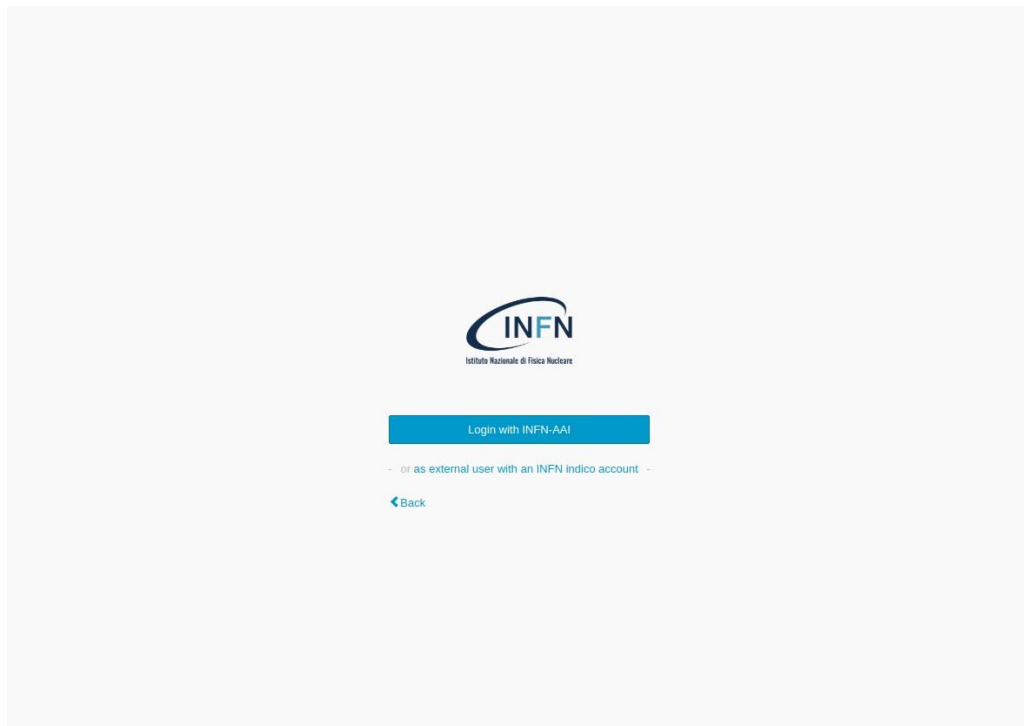 INFN
Istituto Nazionale di Fisica Nucleare
Login with INFN-AAI
- or as external user with an INFN indico account -
Back